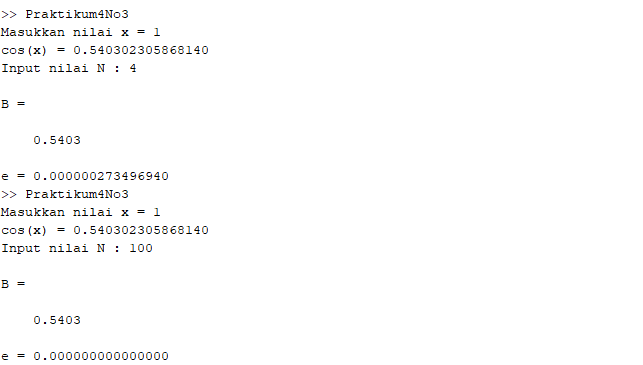 >> Praktikum4No3
Masukkan nilai x = 1
cos(x) = 0.540302305868140
Input nilai N : 4
B =
0.5403
e = 0.000000273496940
>> Praktikum4No3
Masukkan nilai x = 1
cos(x) = 0.540302305868140
Input nilai N : 100
B =
0.5403
e = 0.000000000000000